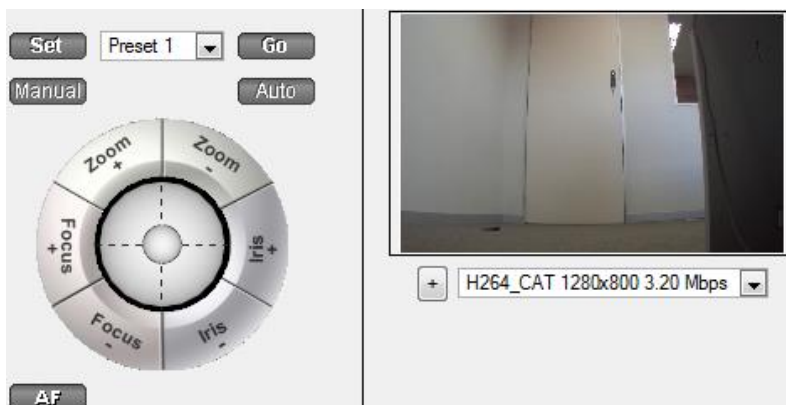 Set Preset 1 Go
Manual Auto
Zoom + Zoom -
Focus + Iris +
Focus - Iris -
+ H264_CAT 1280x800 3.20 Mbps
AF